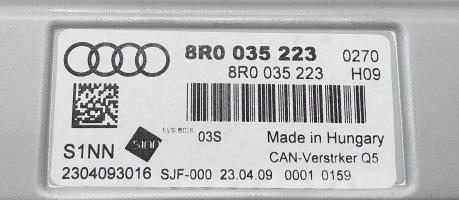 8R0 035 223 0270
8R0 035 223 H09
systems 03S Made in Hungary
S1NN CAN-Verstrker Q5
2304093016 SJF-000 23.04.09 0001 0159